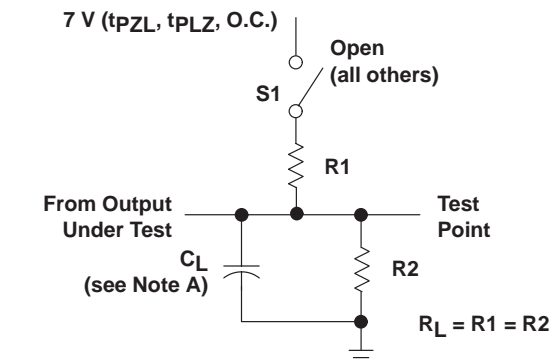 7 V (tPZL, tPLZ, O.C.)
Open
(all others)
S1
R1
From Output
Under Test
Test
Point
CL
(see Note A)
R2
RL = R1 = R2